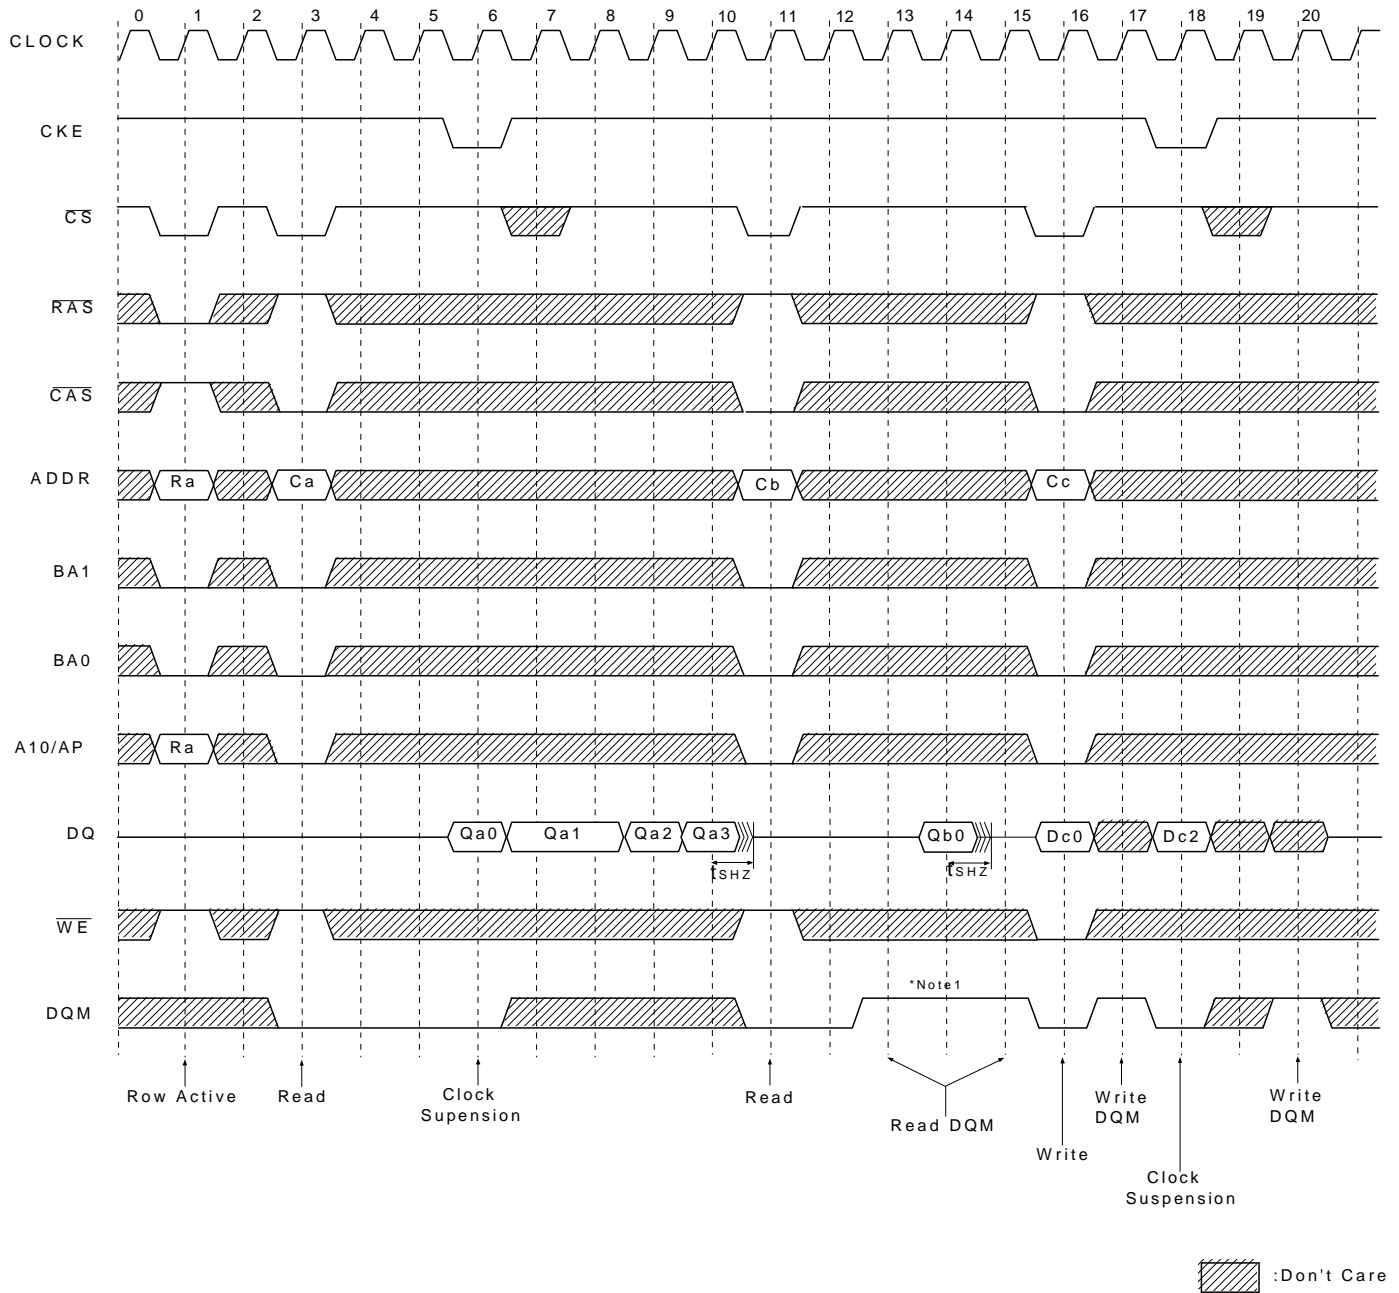 0 1 2 3 4 5 6 7 8 9 10 11 12 13 14 15 16 17 18 19 20
CLOCK
CKE
CS
RAS
CAS
ADDR Ra Ca Cb Cc
BA1
BA0
A10/AP Ra
DQ Qa0 Qa1 Qa2 Qa3 Qb0 Dc0 Dc2
tSHZ tSHZ
WE
*Note1
DQM
Row Active Read Clock Supension Read Read DQM Write Write DQM Clock Suspension Write DQM
:Don't Care